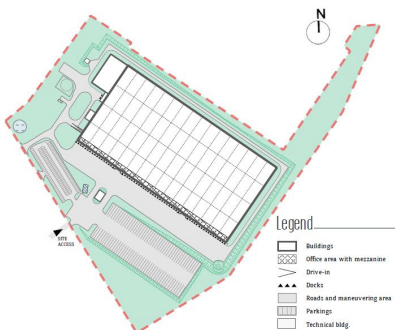 N
SITE
ACCESS
Legend
Buildings
Office area with mezzanine
Drive-in
Docks
Roads and maneuvering area
Parkings
Technical bldg.